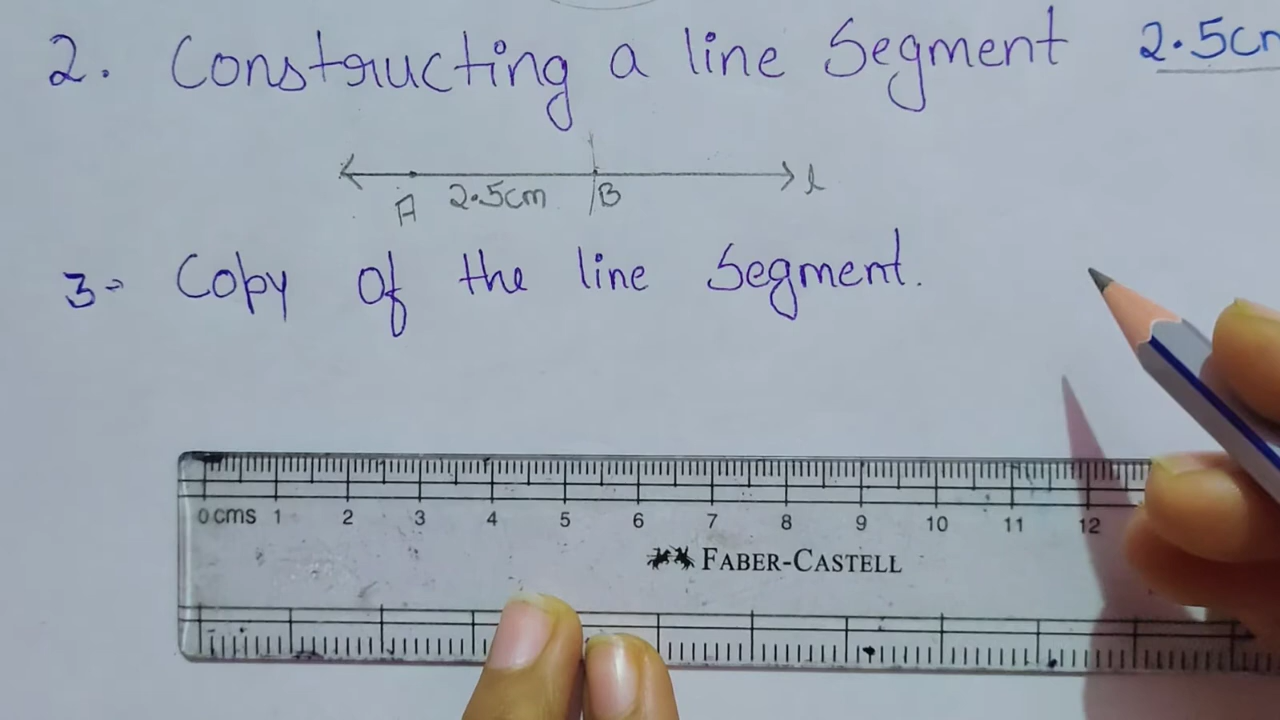 2. Constructing a line Segment 2.5cm
A 2.5cm B l
3. Copy of the line Segment.
0 cms 1 2 3 4 5 6 7 8 9 10 11 12
FABER-CASTELL